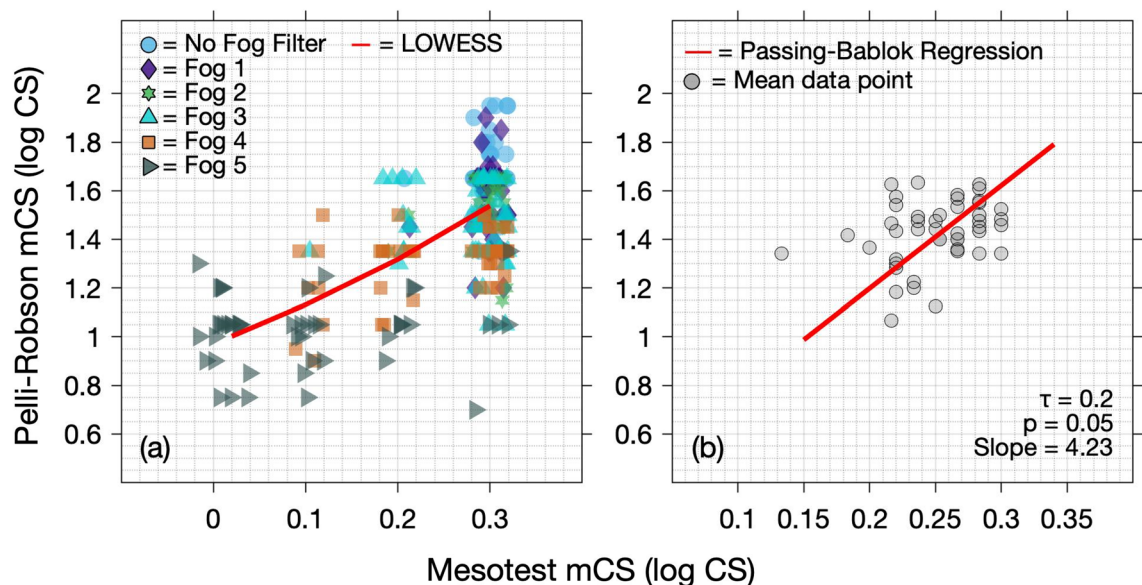 Pelli-Robson mCS (log CS)
= No Fog Filter
= LOWESS
= Fog 1
= Fog 2
= Fog 3
= Fog 4
= Fog 5
2
1.8
1.6
1.4
1.2
1
0.8
0.6
(a)
0 0.1 0.2 0.3
= Passing-Bablok Regression
= Mean data point
2
1.8
1.6
1.4
1.2
1
0.8
0.6
τ = 0.2
p = 0.05
Slope = 4.23
(b)
0.1 0.15 0.2 0.25 0.3 0.35
Mesotest mCS (log CS)